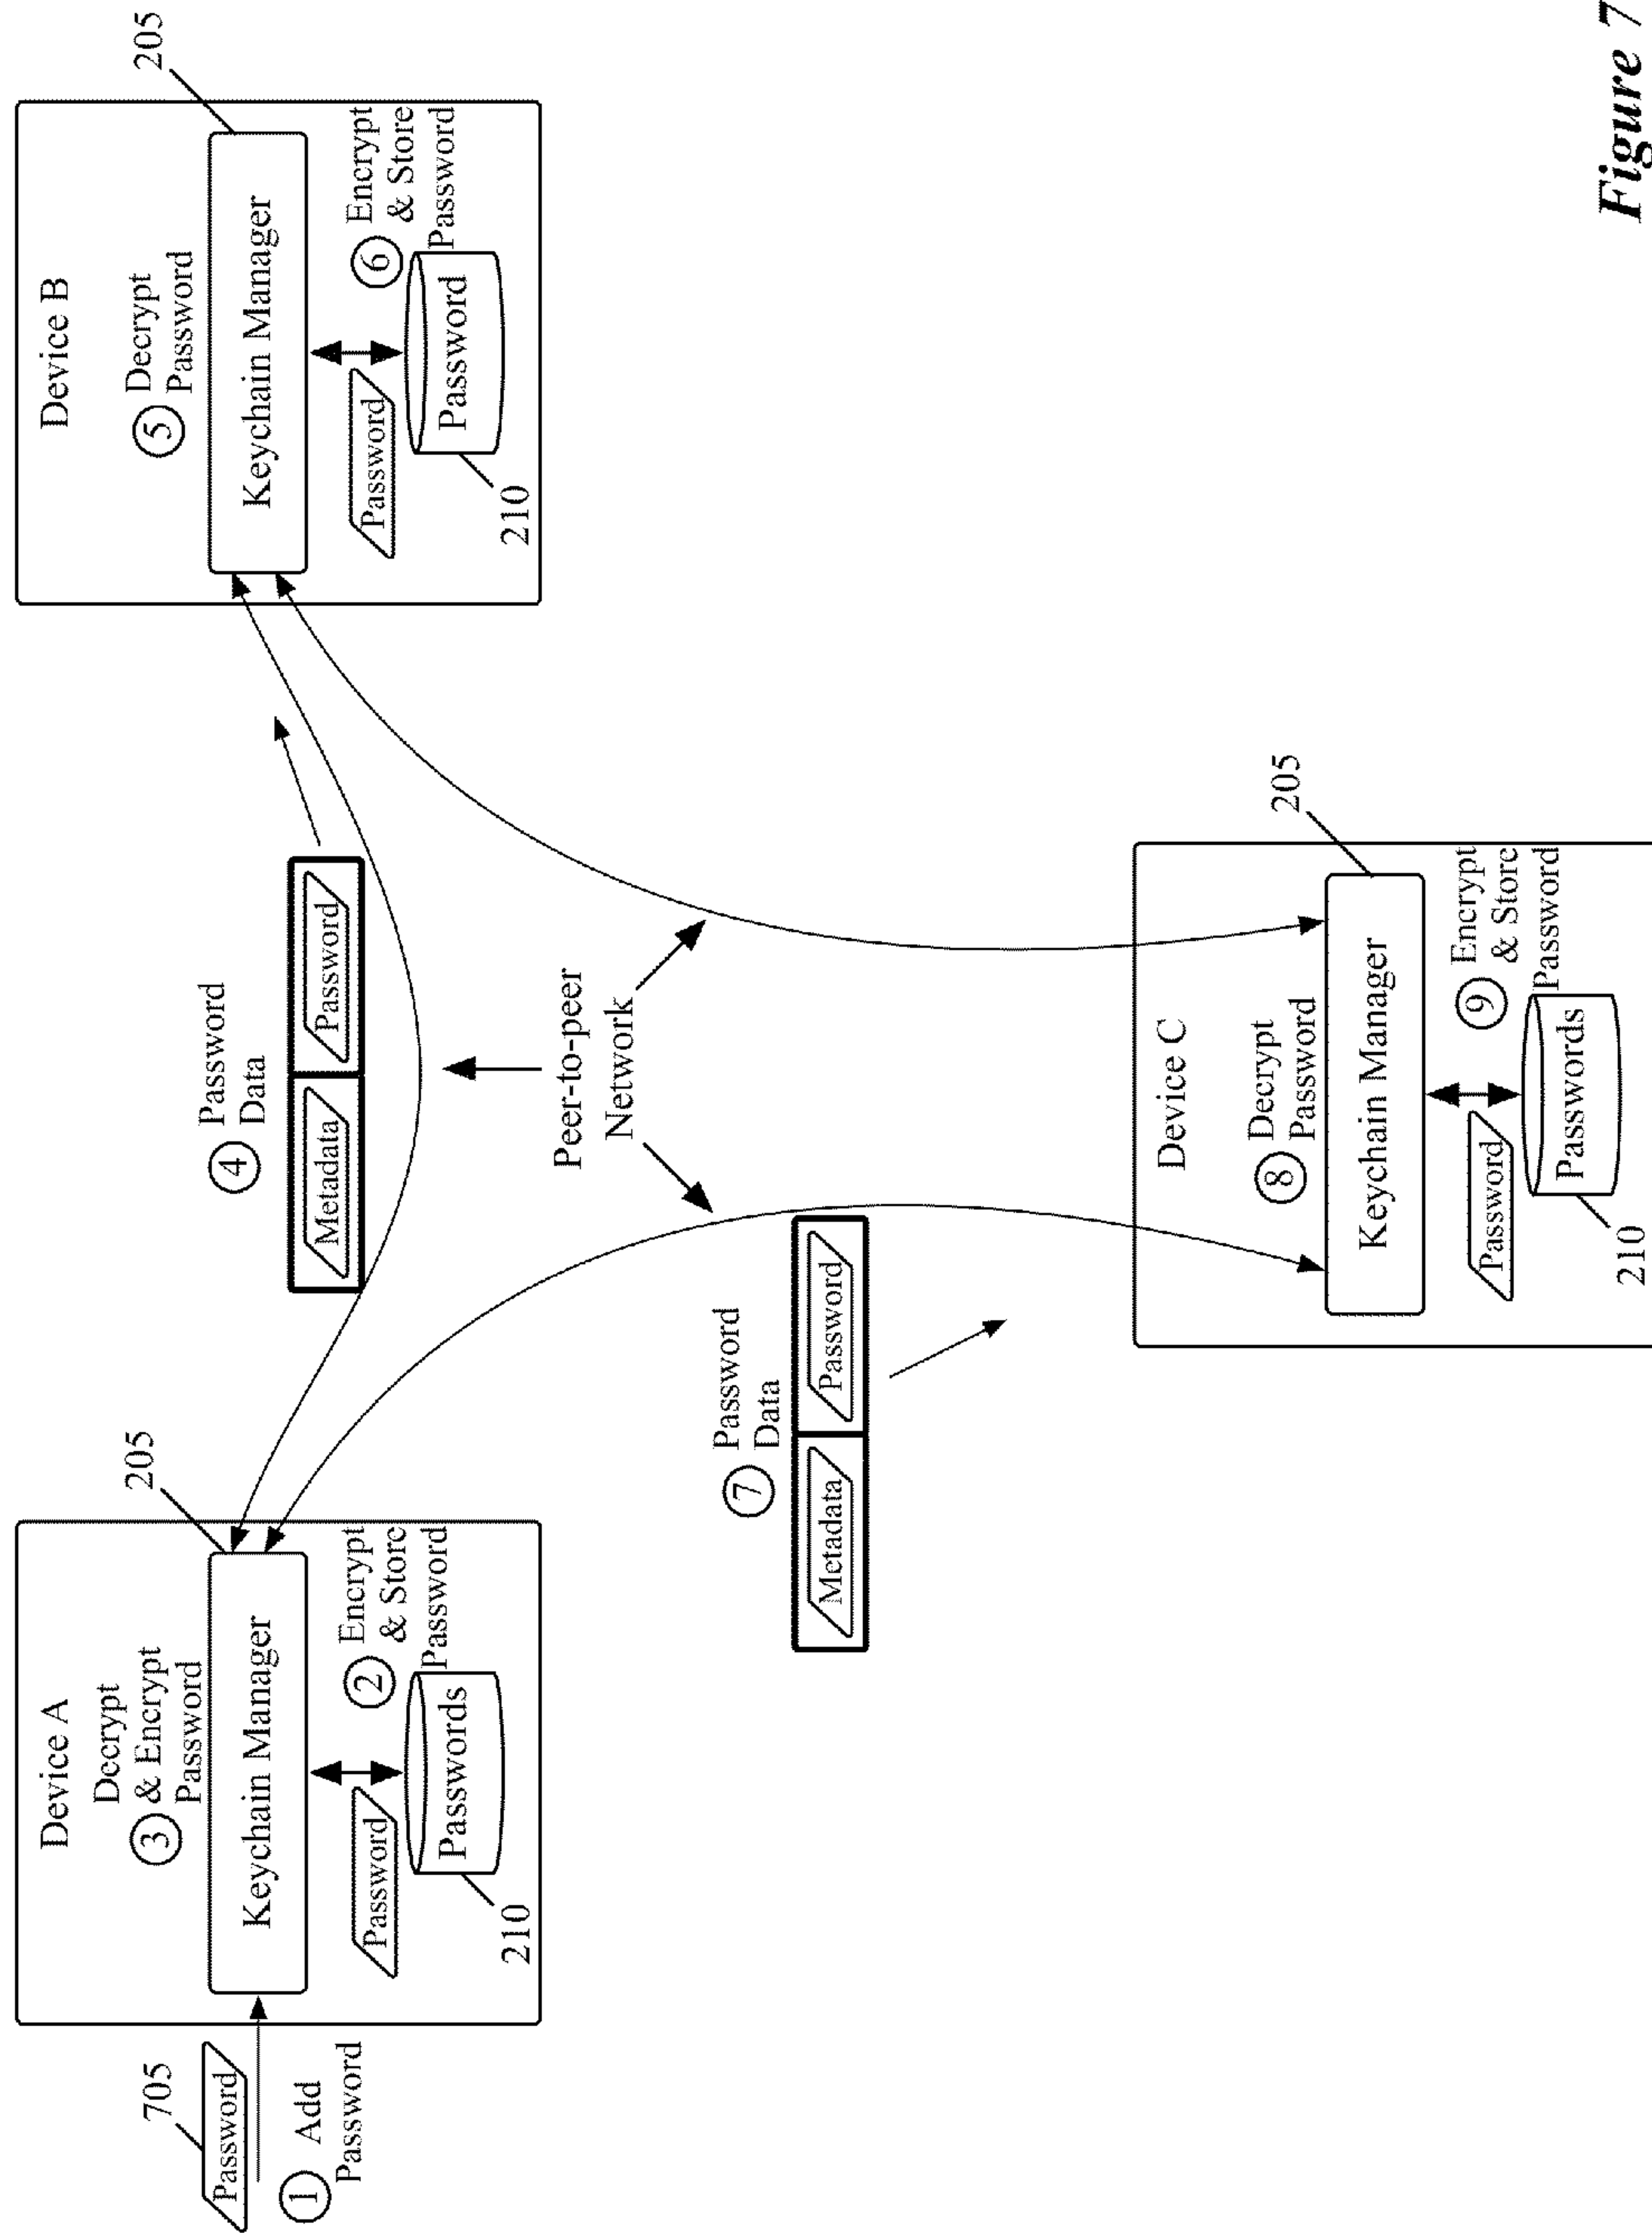 705
Password
1 Add
Password
Device A
Decrypt
3 & Encrypt
Password
205
Keychain Manager
Password
2 Encrypt
& Store
Password
Passwords
210
4 Password
Data
Metadata
Password
Device B
5 Decrypt
Password
205
Keychain Manager
Password
6 Encrypt
& Store
Password
Password
210
Peer-to-peer
Network
7 Password
Data
Metadata
Password
Device C
8 Decrypt
Password
205
Keychain Manager
Password
9 Encrypt
& Store
Password
Passwords
210
Figure 7